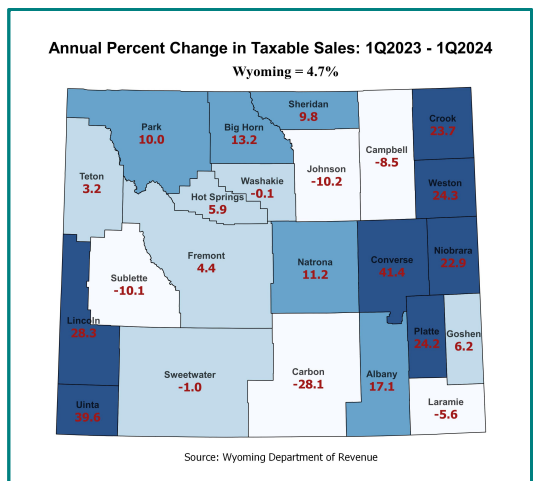 Annual Percent Change in Taxable Sales: 1Q2023 - 1Q2024
Wyoming = 4.7%
Sheridan
9.8
Park
10.0
Big Horn
13.2
Crook
23.7
Campbell
-8.5
Johnson
-10.2
Teton
3.2
Washakie
-0.1
Weston
24.3
Hot Springs
5.9
Fremont
4.4
Natrona
11.2
Converse
41.4
Niobrara
22.9
Sublette
-10.1
Lincoln
28.3
Platte
24.2
Goshen
6.2
Sweetwater
-1.0
Carbon
-28.1
Albany
17.1
Uinta
39.6
Laramie
-5.6
Source: Wyoming Department of Revenue